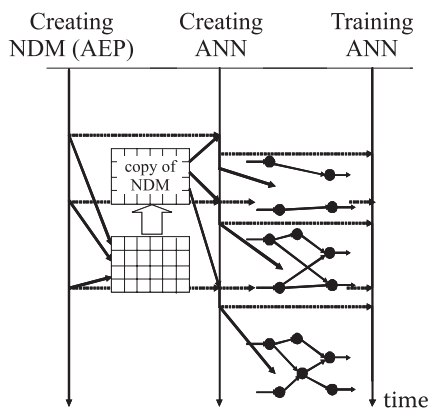 Creating
NDM (AEP)
Creating
ANN
Training
ANN
copy of
NDM
time